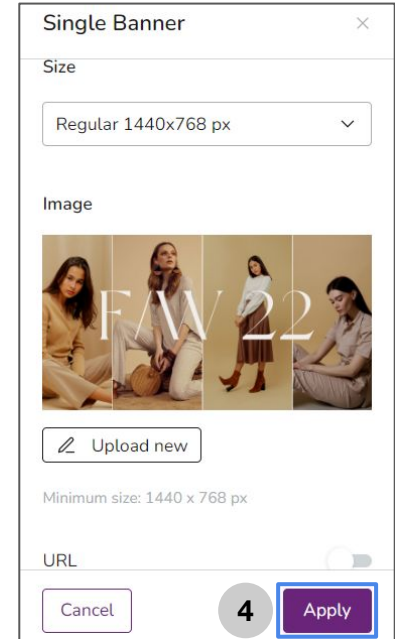 Single Banner
Size
Regular 1440x768 px
Image
F/W 22
Upload new
Minimum size: 1440 x 768 px
URL
Cancel
4
Apply